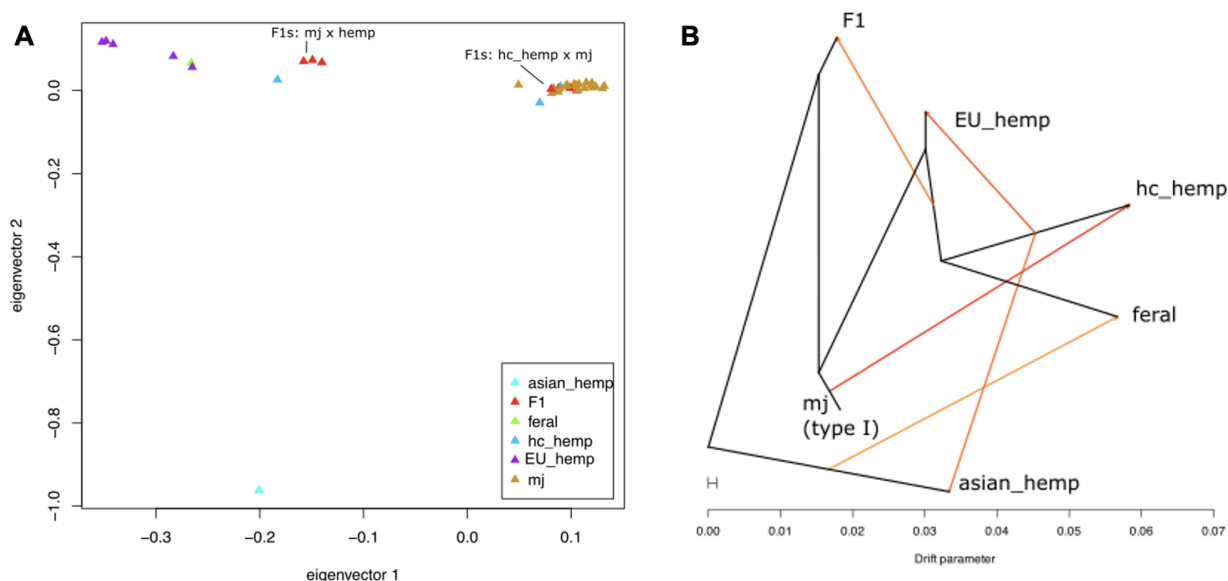 A
F1s: mj x hemp
F1s: hc_hemp x mj
0.0
−0.2
−0.4
−0.6
−0.8
−1.0
eigenvector 2
asian_hemp
F1
feral
hc_hemp
EU_hemp
mj
−0.3
−0.2
−0.1
0.0
0.1
eigenvector 1
B
F1
EU_hemp
hc_hemp
feral
mj
(type I)
asian_hemp
0.00
0.01
0.02
0.03
0.04
0.05
0.06
0.07
Drift parameter